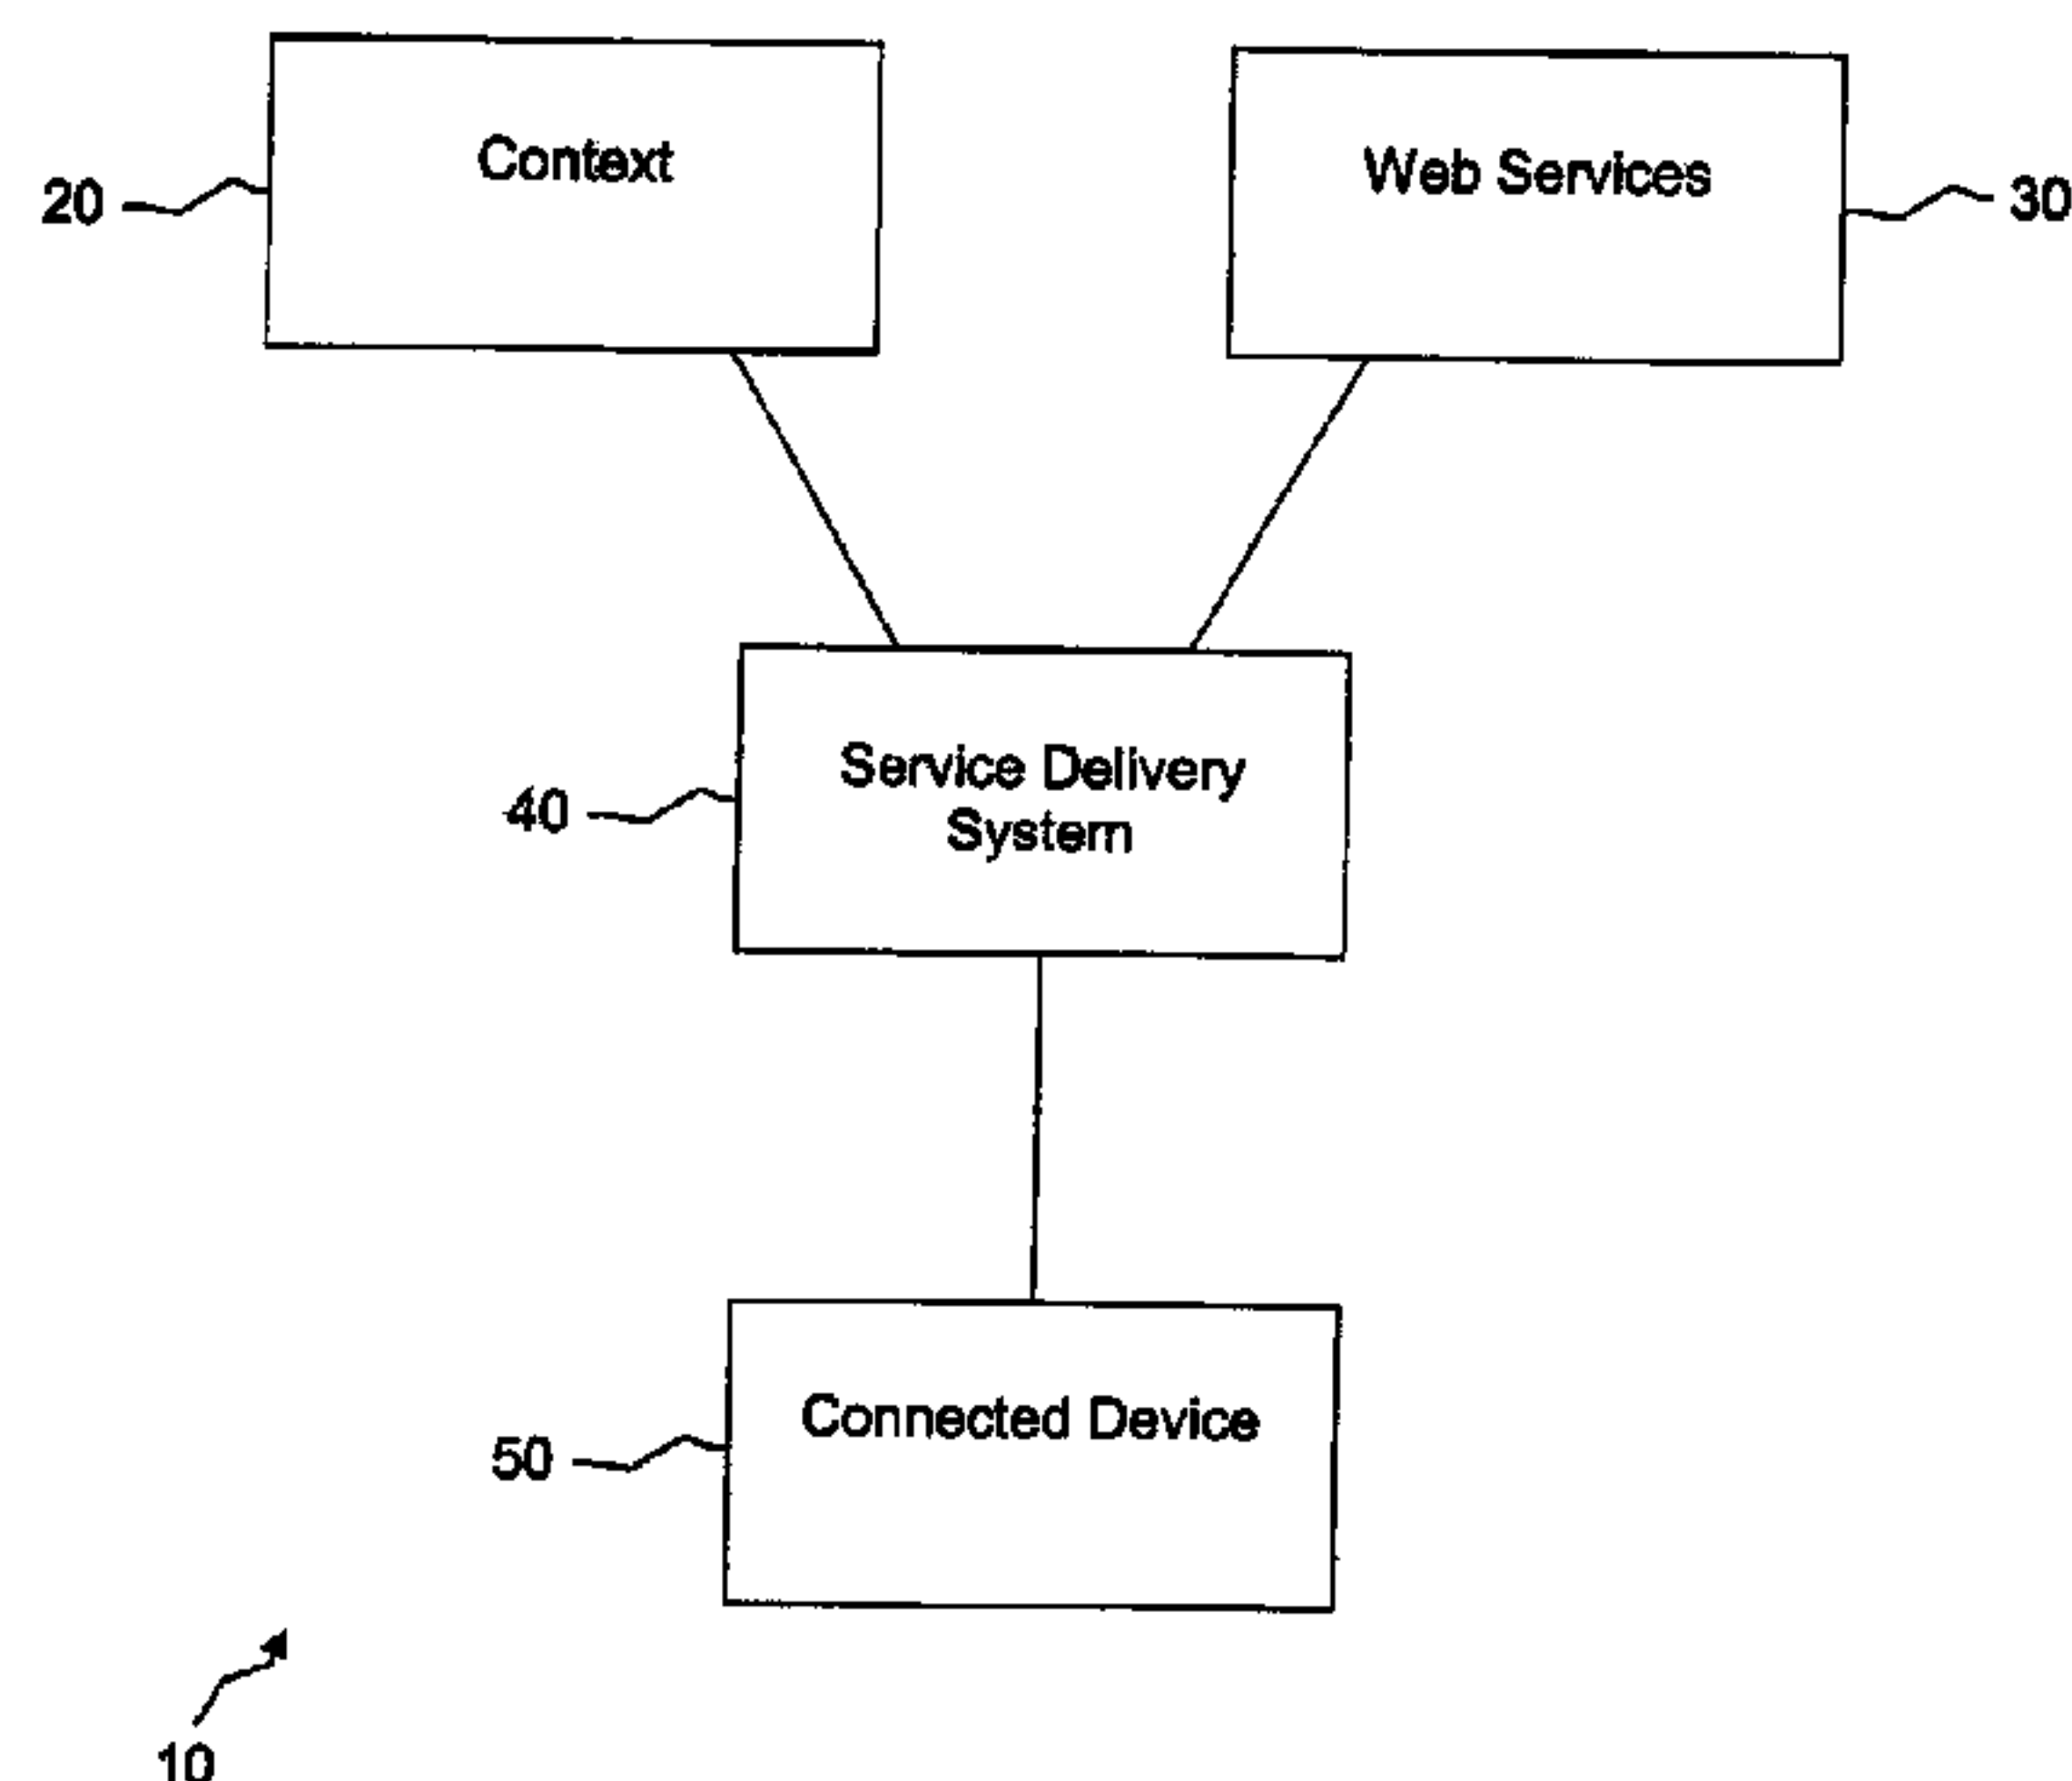 Context
20
Web Services
30
Service Delivery
System
40
Connected Device
50
10